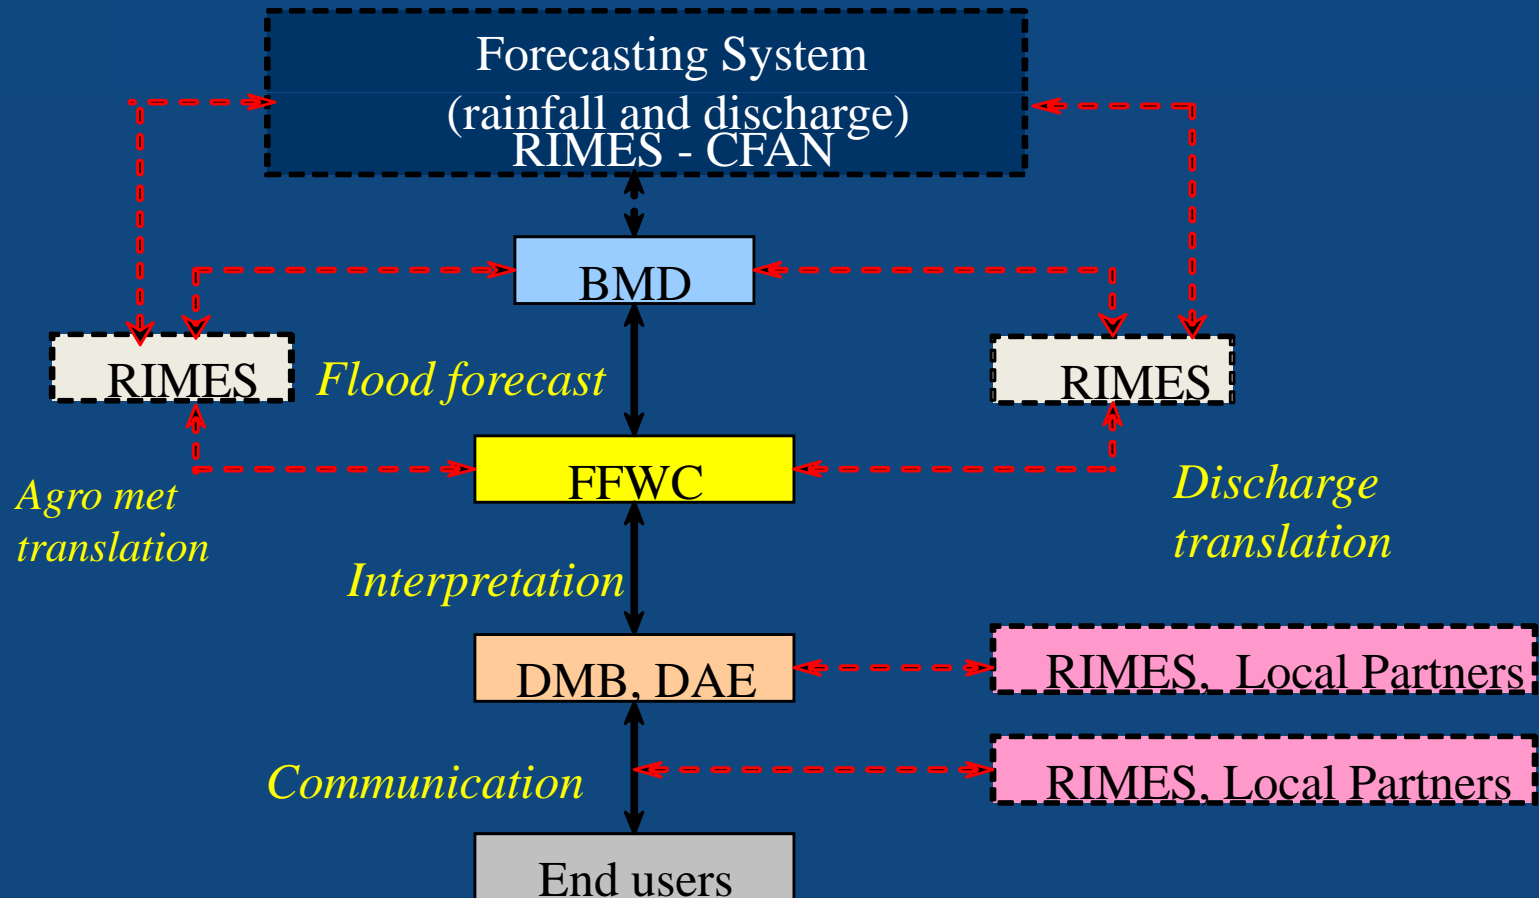 Forecasting System
(rainfall and discharge)
RIMES - CFAN
BMD
RIMES
Flood forecast
RIMES
FFWC
Agro met
translation
Discharge
translation
Interpretation
DMB, DAE
RIMES, Local Partners
Communication
RIMES, Local Partners
End users